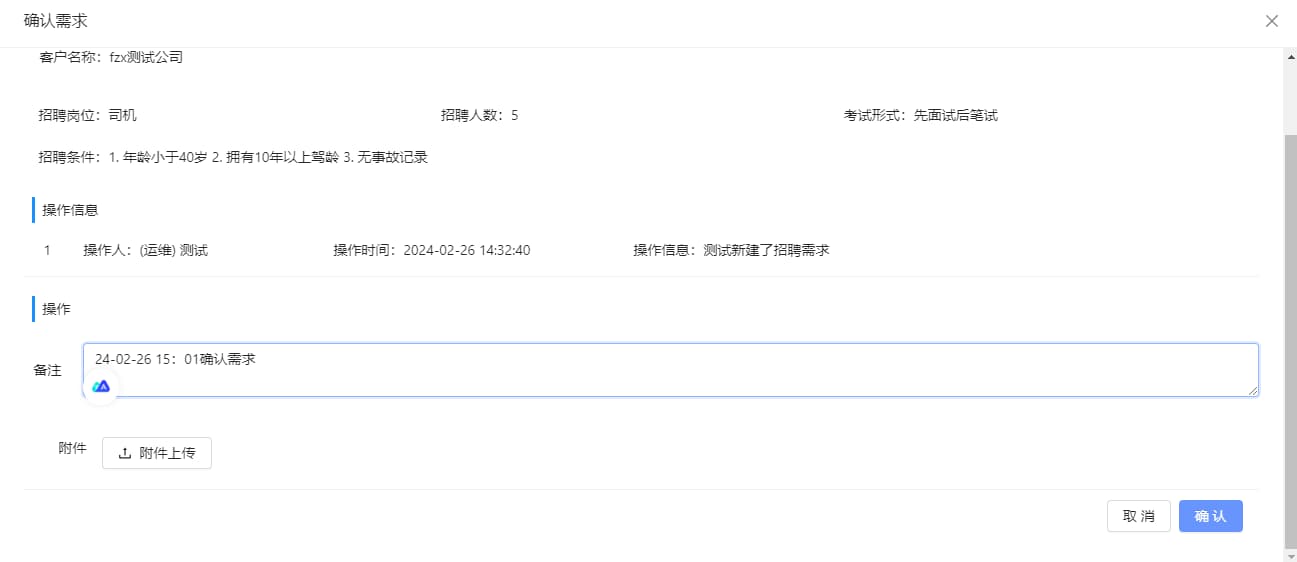 确认需求
客户名称：fzx测试公司
招聘岗位：司机 招聘人数：5 考试形式：先面试后笔试
招聘条件：1. 年龄小于40岁 2. 拥有10年以上驾龄 3. 无事故记录
操作信息
1 操作人：(运维) 测试 操作时间：2024-02-26 14:32:40 操作信息：测试新建了招聘需求
操作
备注 24-02-26 15：01确认需求
附件 附件上传
取 消 确 认